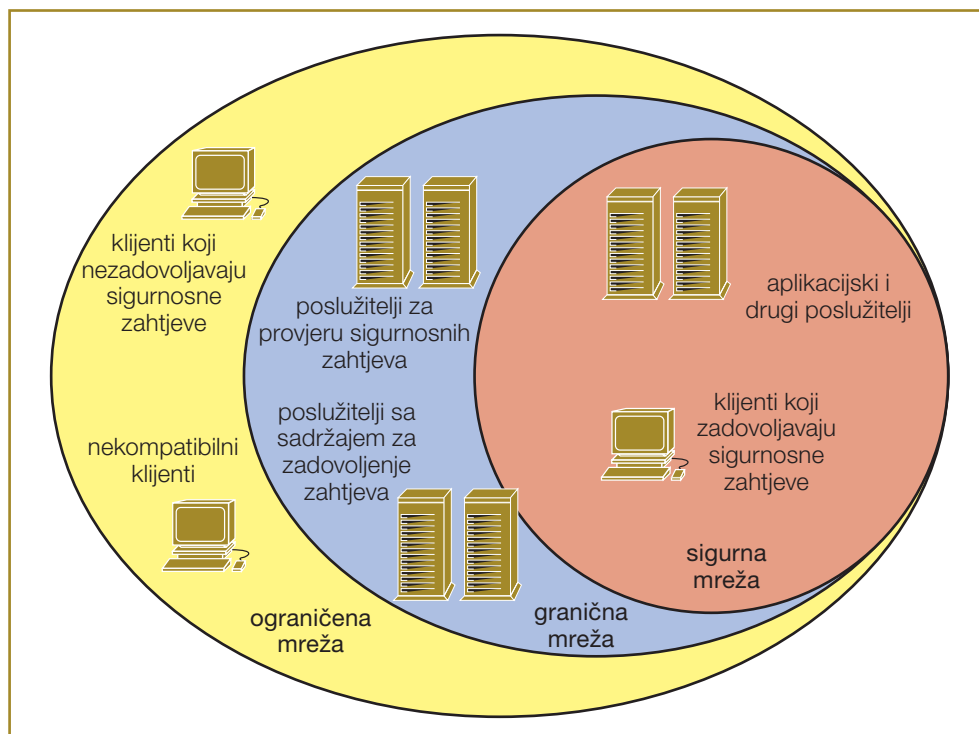 klijenti koji
nezadovoljavaju
sigurnosne
zahtjeve
nekompatibilni
klijenti
ograničena
mreža
poslužitelji za
provjeru sigurnosnih
zahtjeva
poslužitelji sa
sadržajem za
zadovoljenje
zahtjeva
granična
mreža
aplikacijski i
drugi poslužitelji
klijenti koji
zadovoljavaju
sigurnosne
zahtjeve
sigurna
mreža